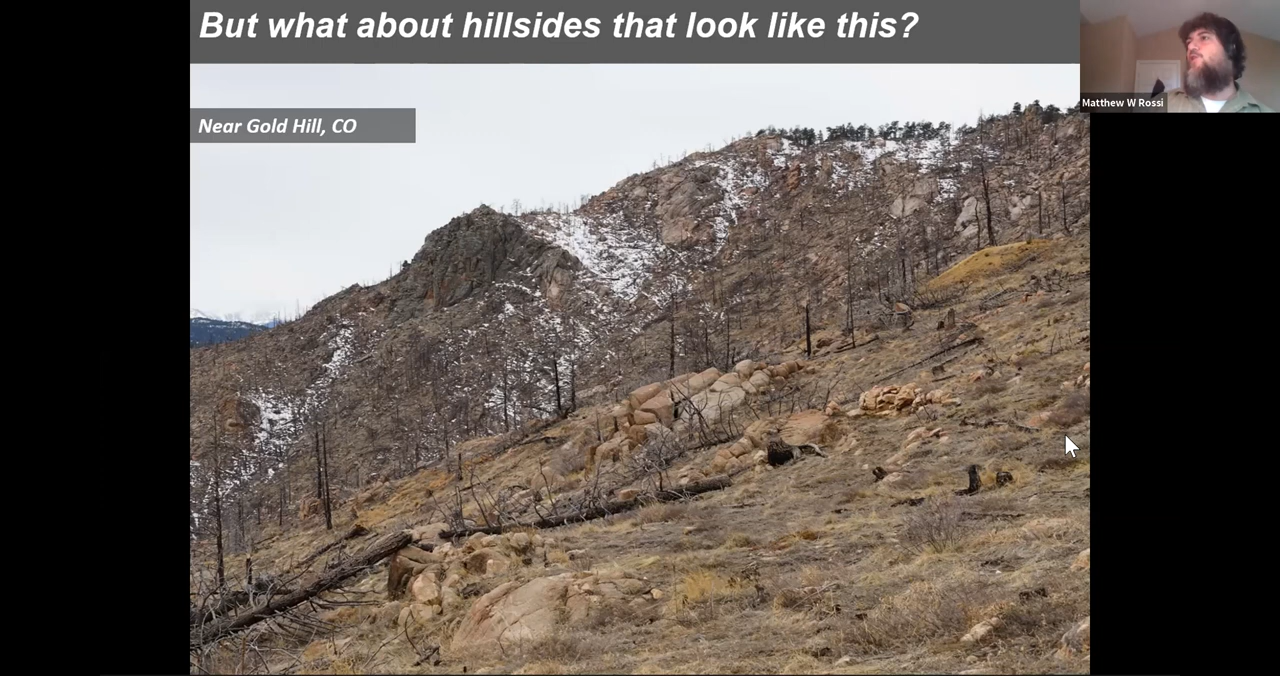 But what about hillsides that look like this?
Matthew W Rossi
Near Gold Hill, CO